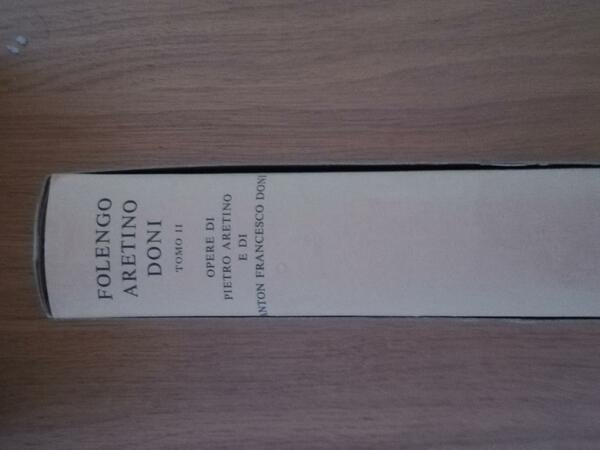 FOLENGO
ARETINO
DONI
TOMO II
OPERE DI
PIETRO ARETINO
E DI
ANTON FRANCESCO DONI